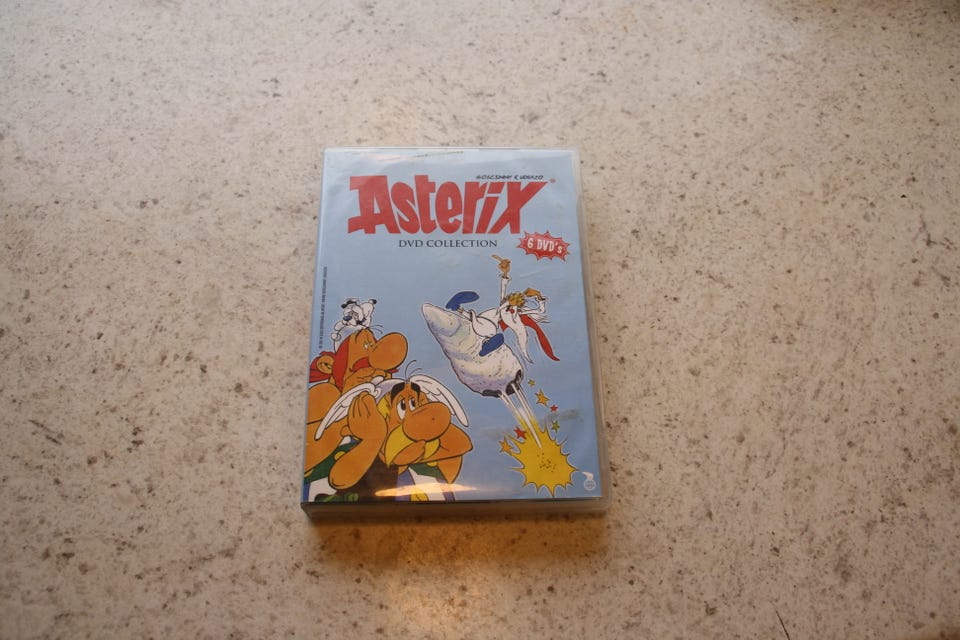 GOSCINNY & UDERZO
Asterix
DVD COLLECTION
6 DVD's